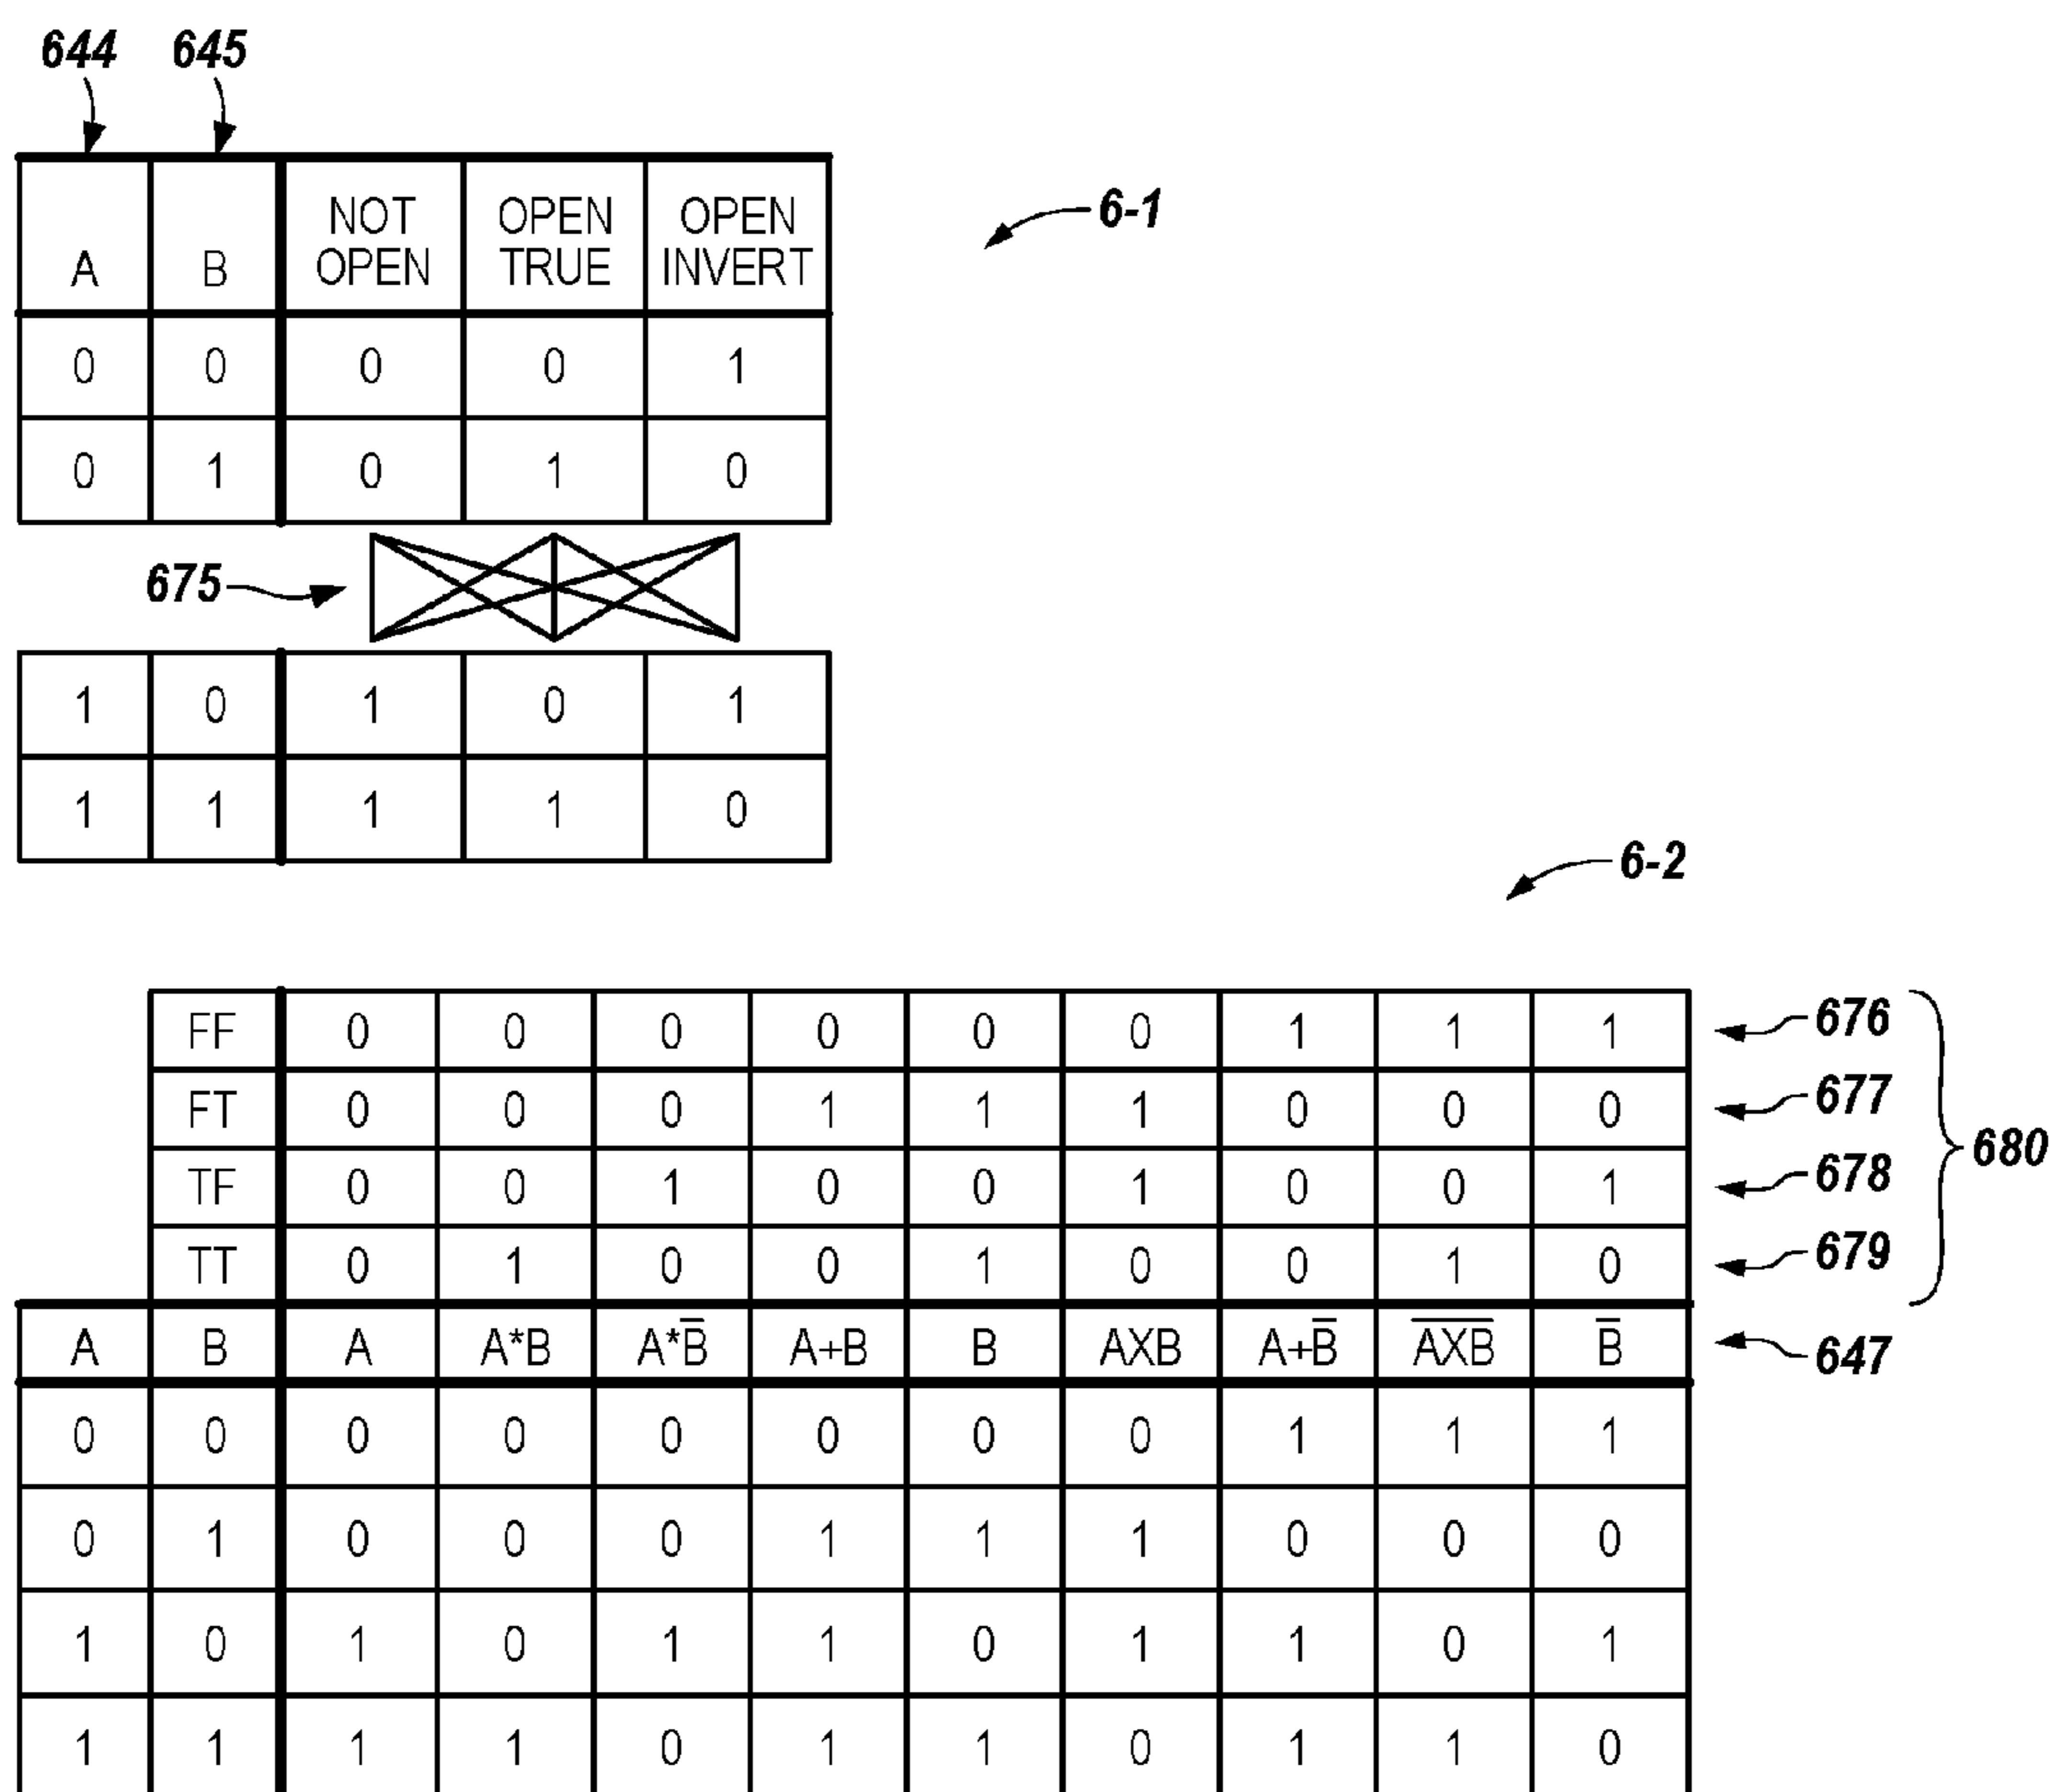 644 645
A B NOT OPEN OPEN TRUE OPEN INVERT
6-1
0 0 0 0 1
0 1 0 1 0
675
1 0 1 0 1
1 1 1 1 0
6-2
FF 0 0 0 0 0 0 1 1 1 676
FT 0 0 0 1 1 1 0 0 0 677
680
TF 0 0 1 0 0 1 0 0 1 678
TT 0 1 0 0 1 0 0 1 0 679
A B A A*B A*B̅ A+B B AXB A+B̅ A̅X̅B̅ B̅ 647
0 0 0 0 0 0 0 0 1 1 1
0 1 0 0 0 1 1 1 0 0 0
1 0 1 0 1 1 0 1 1 0 1
1 1 1 1 0 1 1 0 1 1 0